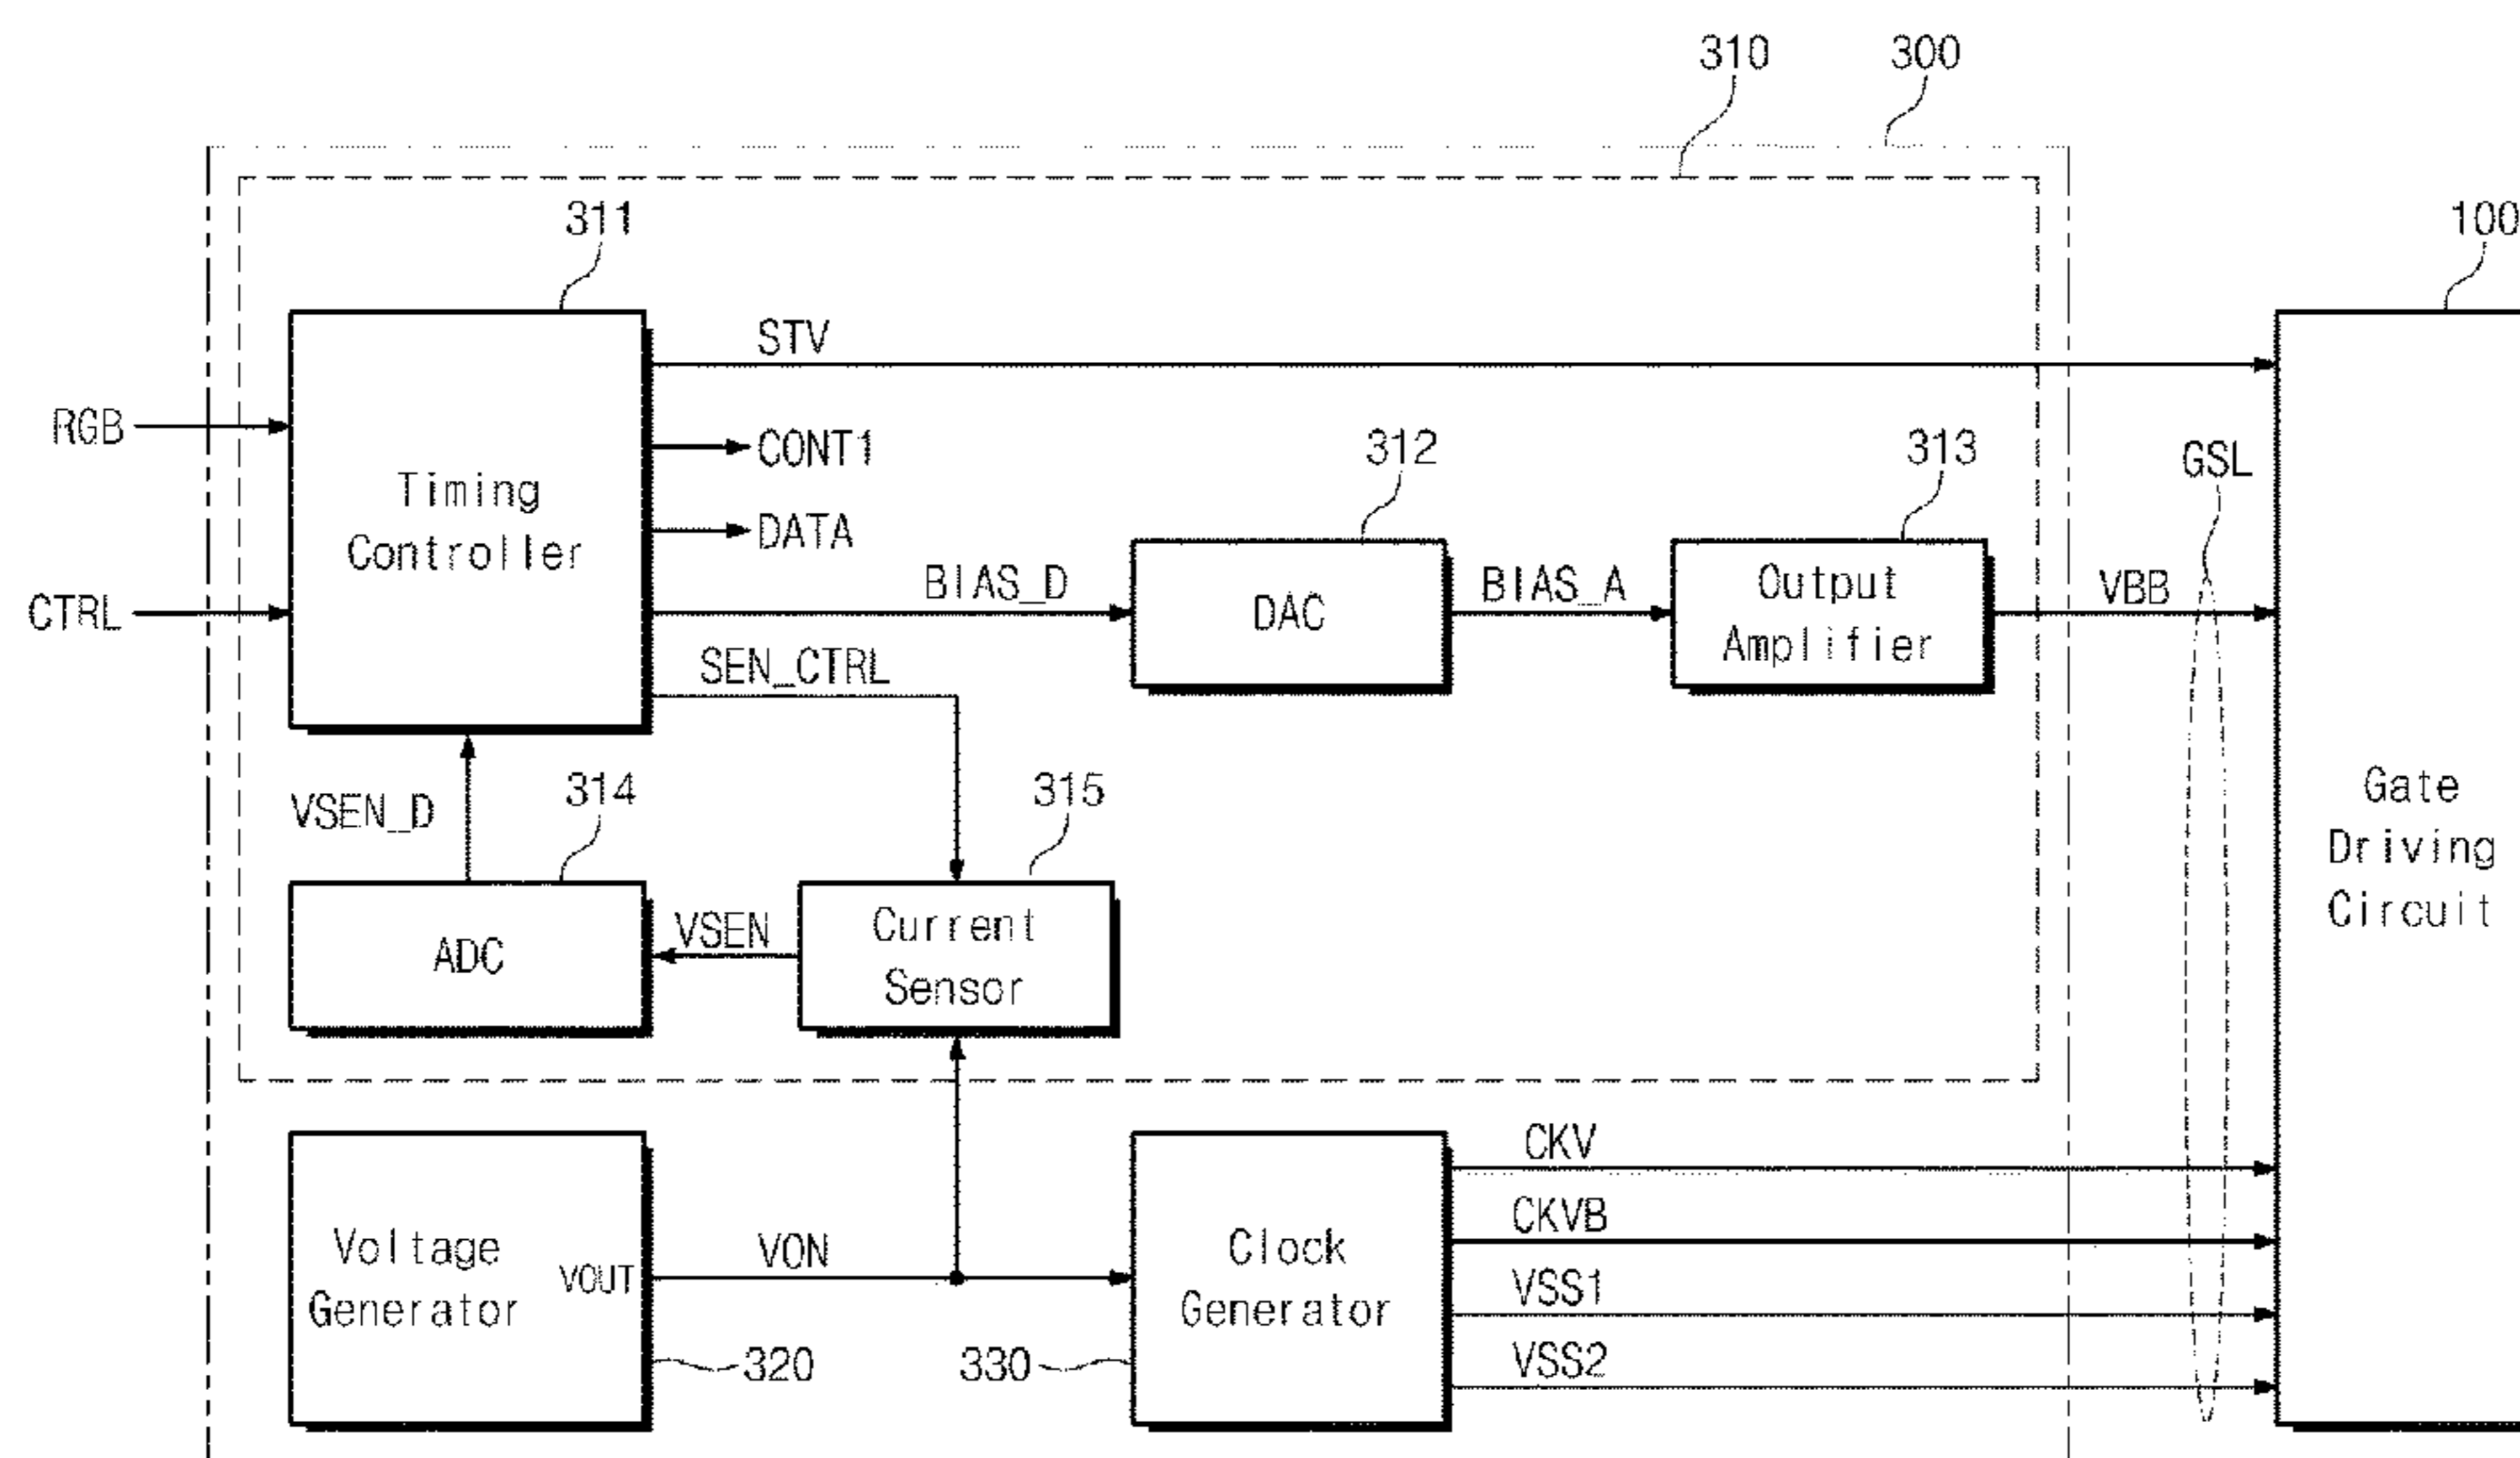 310
300
311
100
STV
RGB
CONT1
312
313
GSL
Timing
Controller
DATA
BIAS_D
DAC
BIAS_A
Output
Amplifier
VBB
CTRL
SEN_CTRL
VSEN_D
314
315
Gate
Driving
Circuit
ADC
VSEN
Current
Sensor
CKV
CKVB
Voltage
Generator
VOUT
VON
Clock
Generator
VSS1
VSS2
320
330